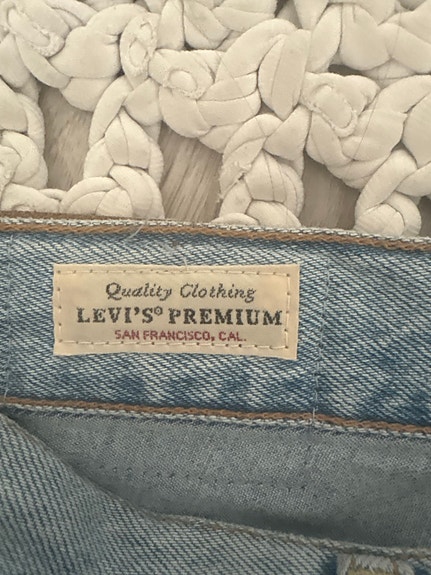 Quality Clothing
LEVI'S® PREMIUM
SAN FRANCISCO, CAL.